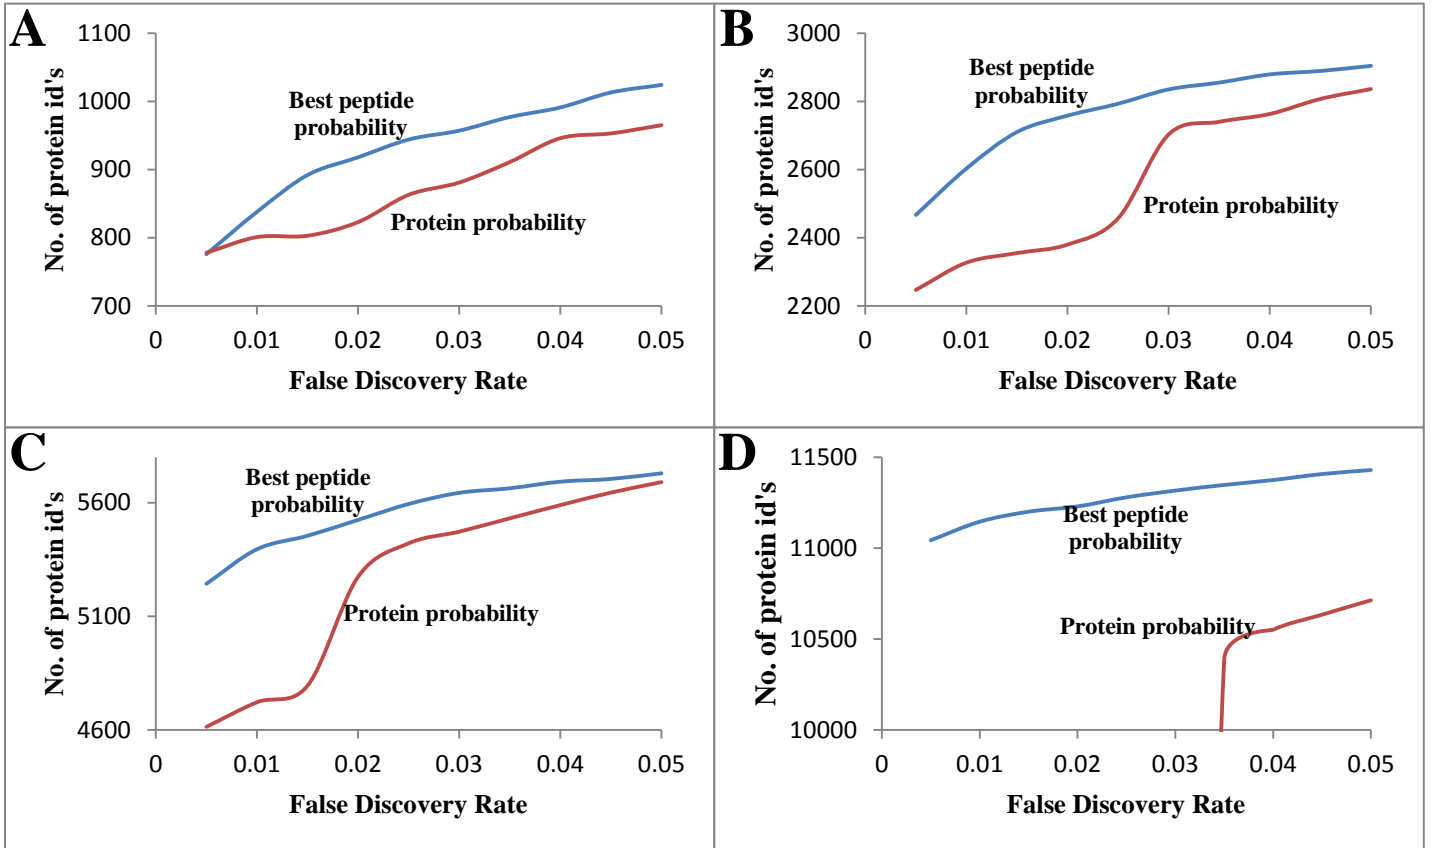 A
No. of protein id's
1100
1000
900
800
700
Best peptide
probability
Protein probability
0 0.01 0.02 0.03 0.04 0.05
False Discovery Rate
B
No. of protein id's
3000
2800
2600
2400
2200
Best peptide
probability
Protein probability
0 0.01 0.02 0.03 0.04 0.05
False Discovery Rate
C
No. of protein id's
5600
5100
4600
Best peptide
probability
Protein probability
0 0.01 0.02 0.03 0.04 0.05
False Discovery Rate
D
No. of protein id's
11500
11000
10500
10000
Best peptide
probability
Protein probability
0 0.01 0.02 0.03 0.04 0.05
False Discovery Rate